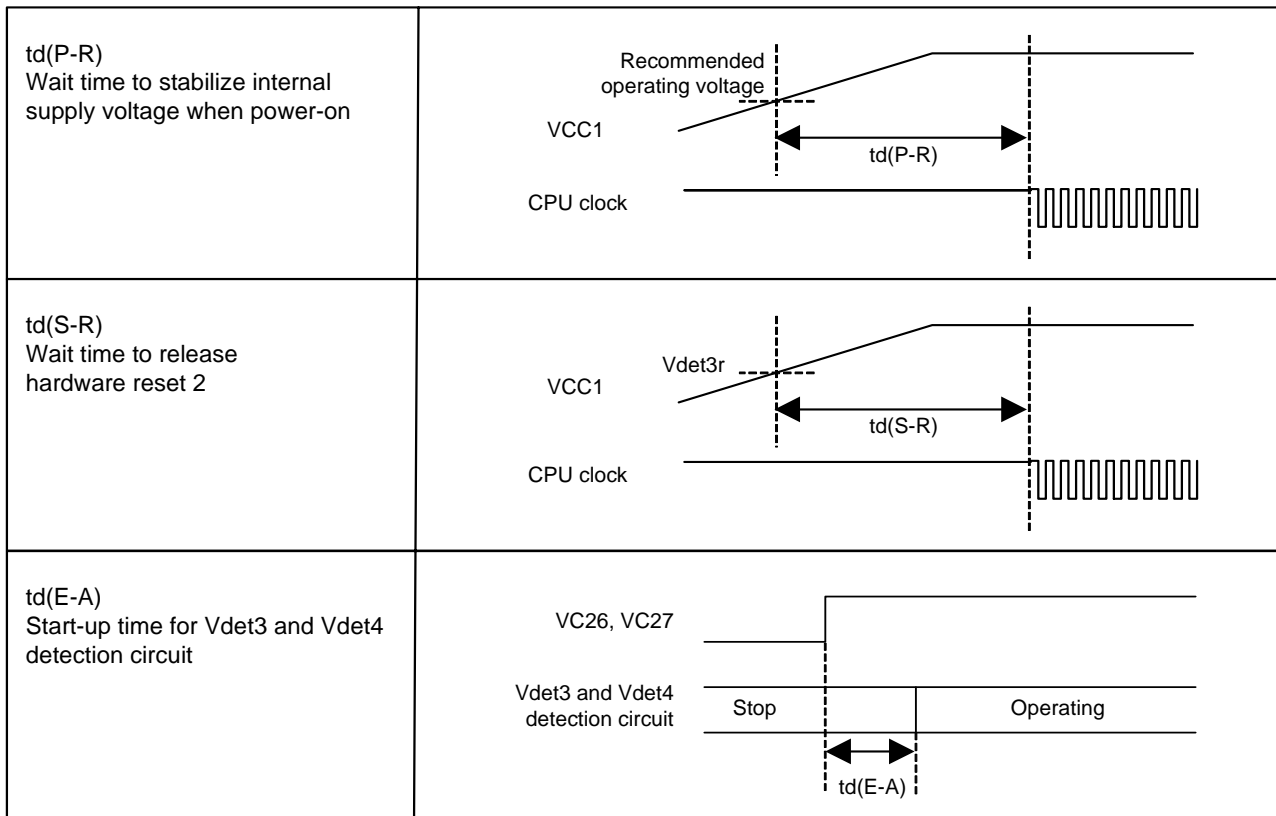 td(P-R)
Wait time to stabilize internal
supply voltage when power-on
Recommended
operating voltage
VCC1
td(P-R)
CPU clock
td(S-R)
Wait time to release
hardware reset 2
Vdet3r
VCC1
td(S-R)
CPU clock
td(E-A)
Start-up time for Vdet3 and Vdet4
detection circuit
VC26, VC27
Vdet3 and Vdet4
detection circuit
Stop
Operating
td(E-A)